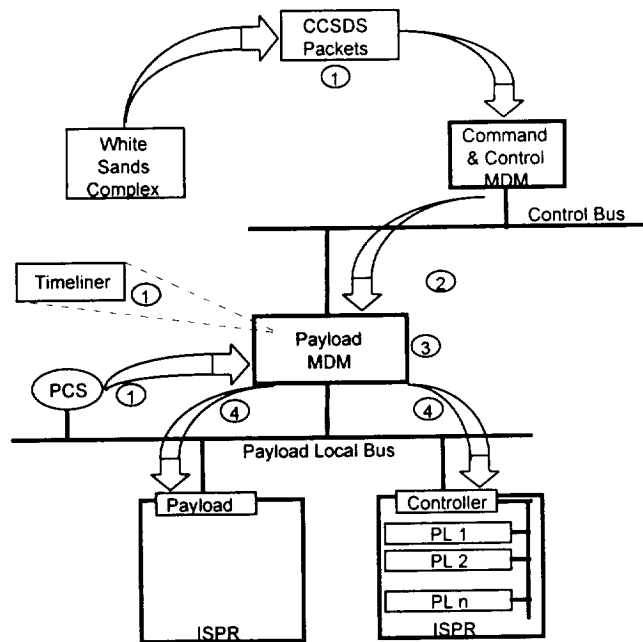 CCSDS
Packets
1
White
Sands
Complex
Command
& Control
MDM
Control Bus
Timeliner
1
2
Payload
MDM
3
PCS
1
4
4
Payload Local Bus
Payload
Controller
PL 1
PL 2
PL n
ISPR
ISPR